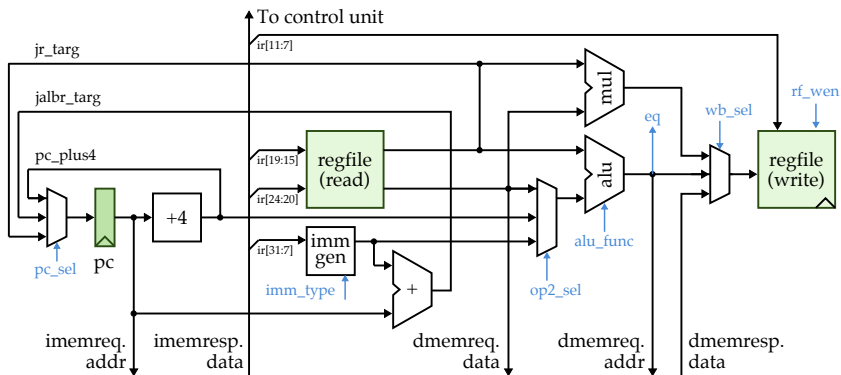 To control unit
ir[11:7]
jr_targ
jalbr_targ
pc_plus4
ir[19:15]
ir[24:20]
ir[31:7]
regfile
(read)
mul
alu
eq
wb_sel
rf_wen
regfile
(write)
+4
pc
pc_sel
imm
gen
imm_type
+
alu_func
op2_sel
imemreq.
addr
imemresp.
data
dmemreq.
data
dmemreq.
addr
dmemresp.
data